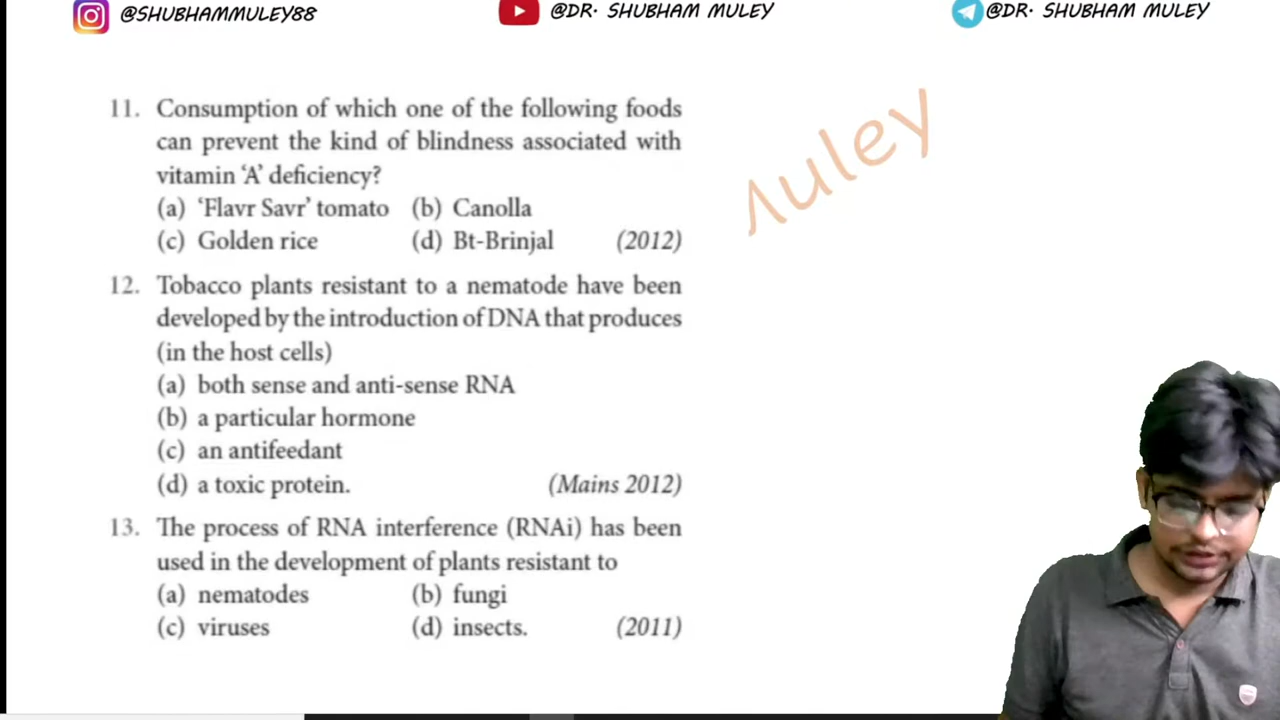 @SHUBHAMMULEY88 @DR. SHUBHAM MULEY @DR. SHUBHAM MULEY
Muley
11. Consumption of which one of the following foods
can prevent the kind of blindness associated with
vitamin ‘A’ deficiency?
(a) ‘Flavr Savr’ tomato (b) Canolla
(c) Golden rice (d) Bt-Brinjal (2012)
12. Tobacco plants resistant to a nematode have been
developed by the introduction of DNA that produces
(in the host cells)
(a) both sense and anti-sense RNA
(b) a particular hormone
(c) an antifeedant
(d) a toxic protein. (Mains 2012)
13. The process of RNA interference (RNAi) has been
used in the development of plants resistant to
(a) nematodes (b) fungi
(c) viruses (d) insects. (2011)